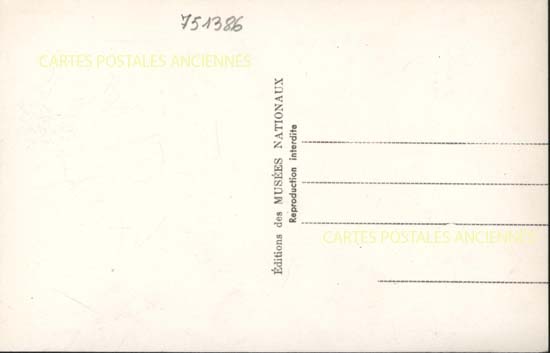 751386
CARTES POSTALES ANCIENNES
Éditions des MUSÉES NATIONAUX
Reproduction interdite
CARTES POSTALES ANCIENNES